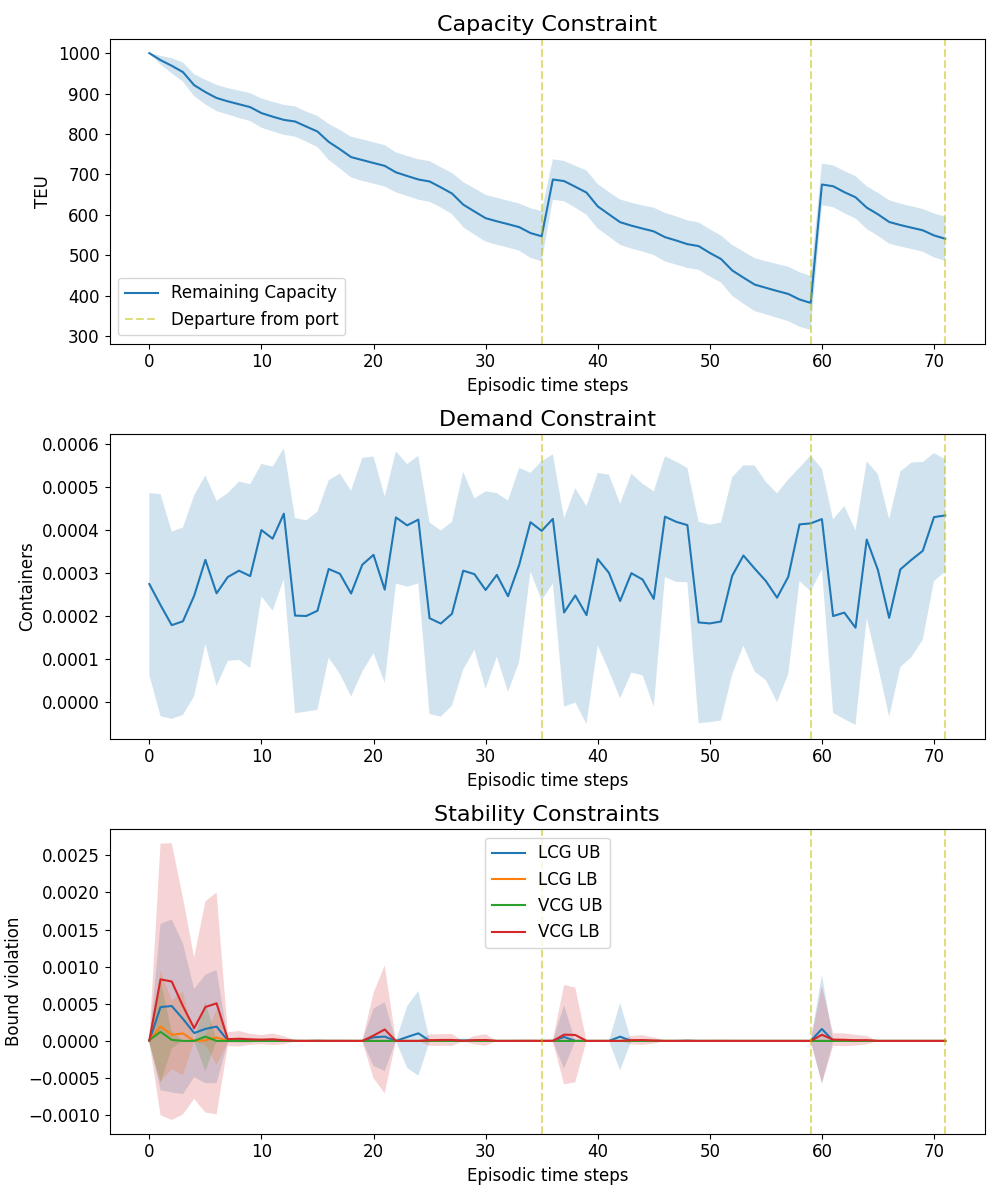 Capacity Constraint
1000
900
800
700
600
500
400
300
TEU
Remaining Capacity
Departure from port
0 10 20 30 40 50 60 70
Episodic time steps
Demand Constraint
0.0006
0.0005
0.0004
0.0003
0.0002
0.0001
0.0000
Containers
0 10 20 30 40 50 60 70
Episodic time steps
Stability Constraints
0.0025
0.0020
0.0015
0.0010
0.0005
0.0000
−0.0005
−0.0010
Bound violation
LCG UB
LCG LB
VCG UB
VCG LB
0 10 20 30 40 50 60 70
Episodic time steps